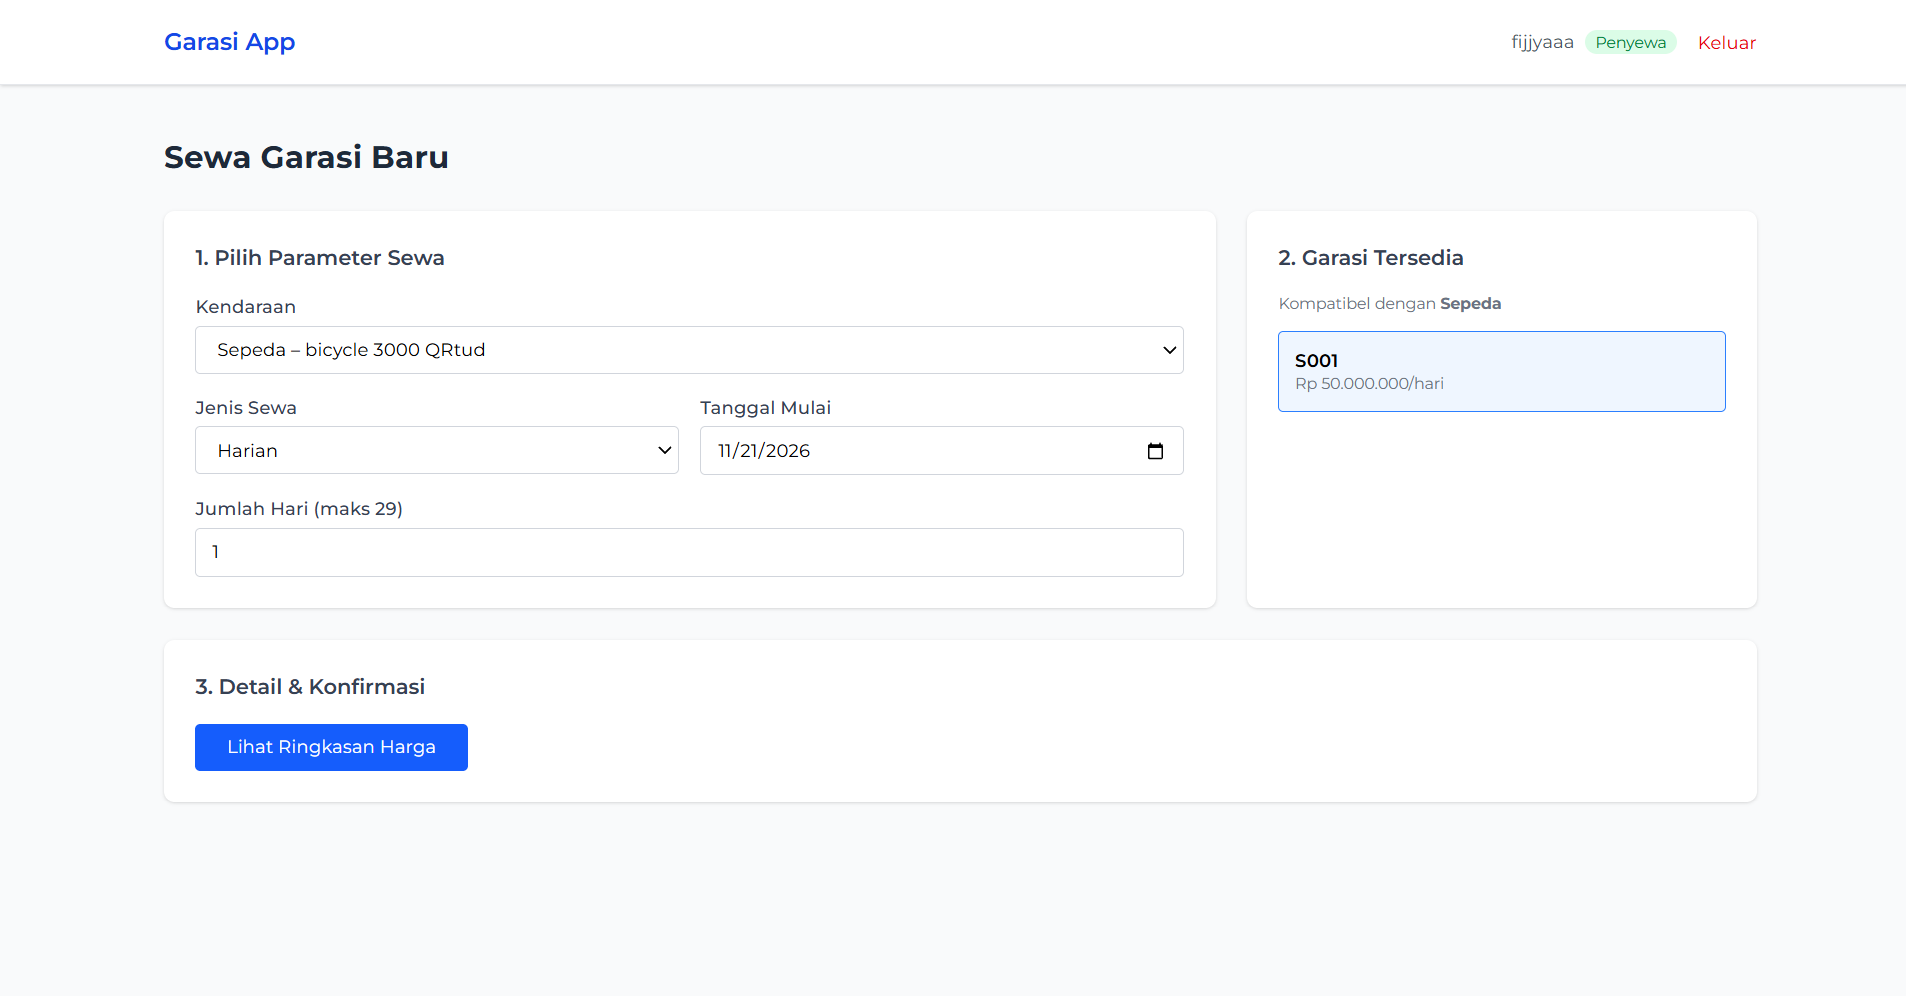 Garasi App
fijjyaaa Penyewa Keluar
Sewa Garasi Baru
1. Pilih Parameter Sewa
Kendaraan
Sepeda – bicycle 3000 QRtud
Jenis Sewa
Harian
Tanggal Mulai
11/21/2026
Jumlah Hari (maks 29)
1
2. Garasi Tersedia
Kompatibel dengan Sepeda
S001
Rp 50.000.000/hari
3. Detail & Konfirmasi
Lihat Ringkasan Harga